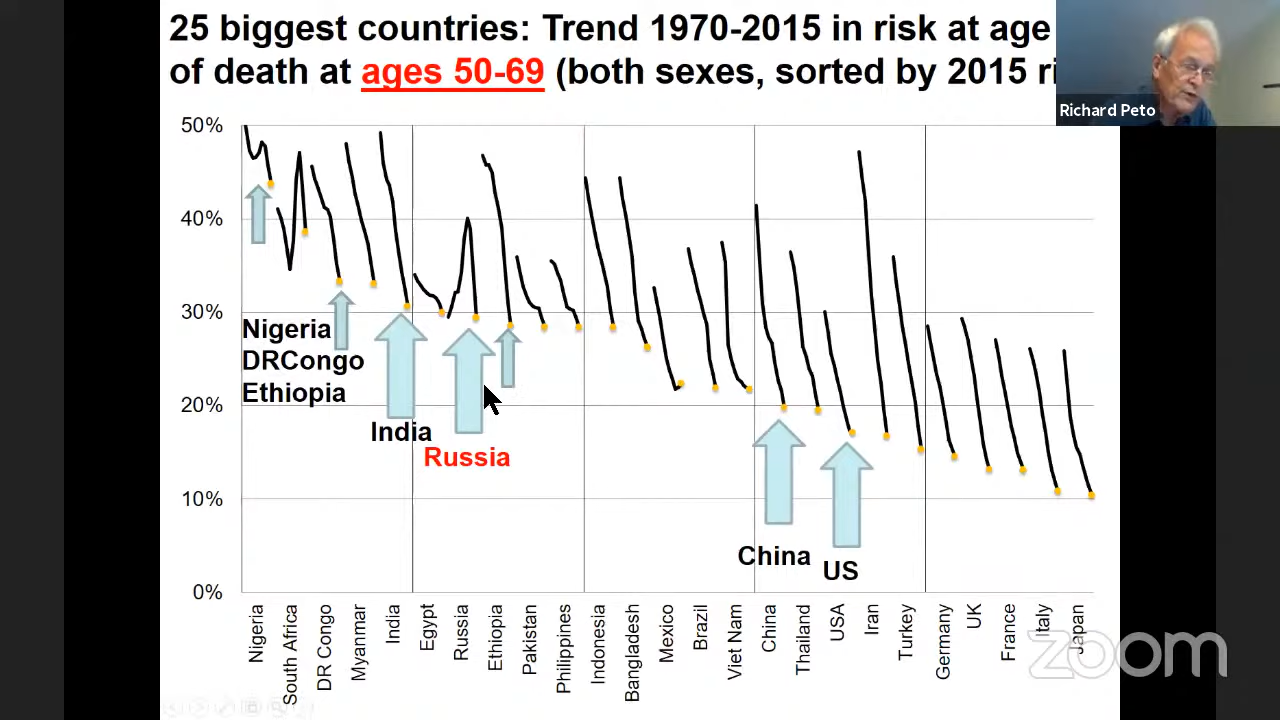 25 biggest countries: Trend 1970-2015 in risk at age
of death at ages 50-69 (both sexes, sorted by 2015
Richard Peto
50%
40%
30%
20%
10%
0%
Nigeria
DRCongo
Ethiopia
India
Russia
China
US
Nigeria
South Africa
DR Congo
Myanmar
India
Egypt
Russia
Ethiopia
Pakistan
Philippines
Indonesia
Bangladesh
Mexico
Brazil
Viet Nam
China
Thailand
USA
Iran
Turkey
Germany
UK
France
Italy
Japan
zoom